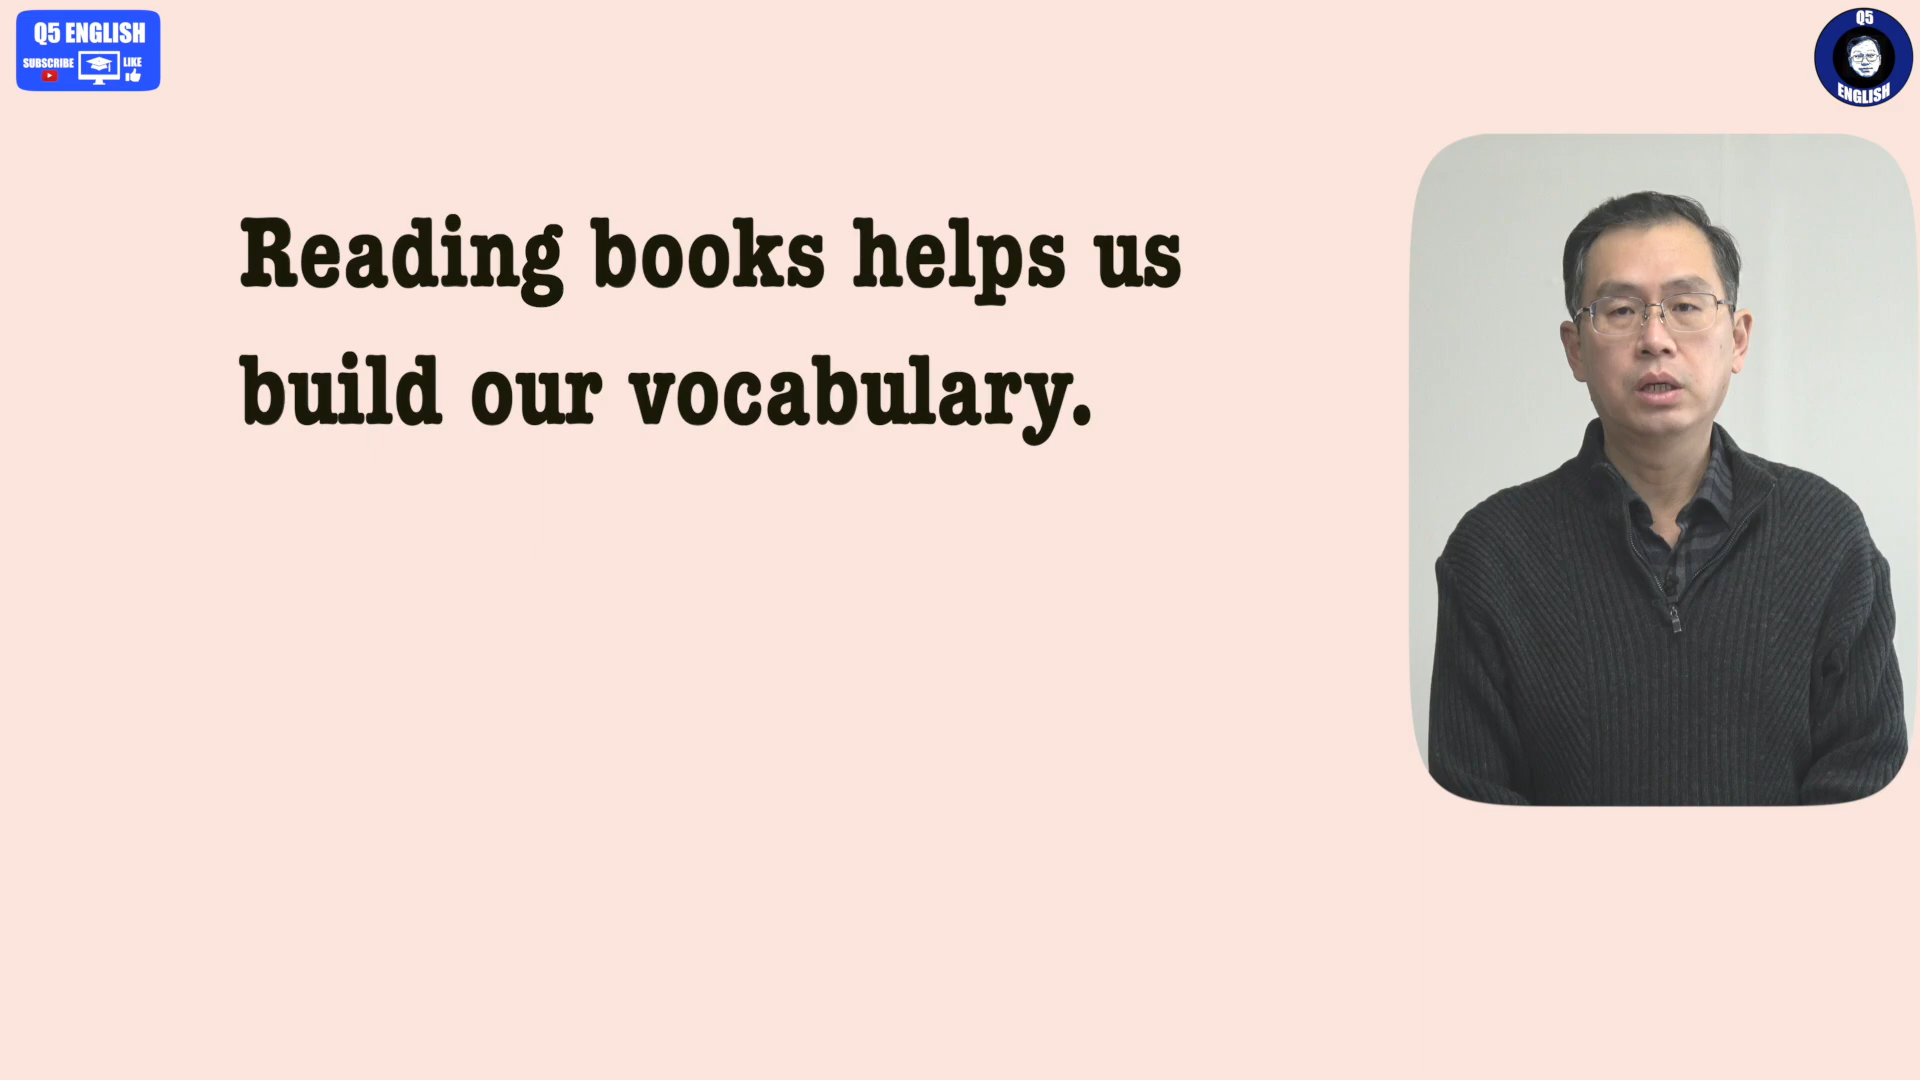 Q5 ENGLISH
SUBSCRIBE
LIKE
Q5
ENGLISH
Reading books helps us
build our vocabulary.